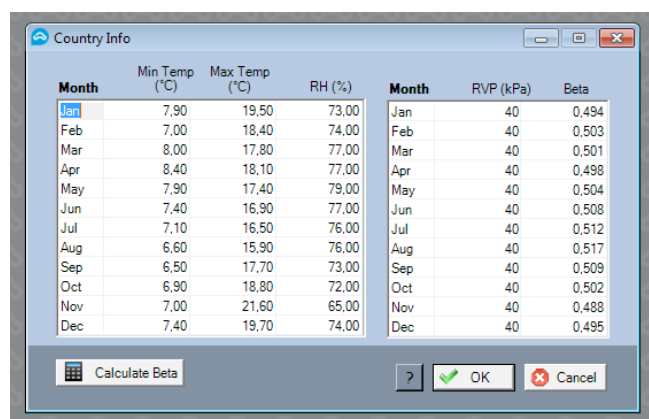 Country Info
Min Temp Max Temp
Month (°C) (°C) RH (%) Month RVP (kPa) Beta
Jan 7,90 19,50 73,00 Jan 40 0,494
Feb 7,00 18,40 74,00 Feb 40 0,503
Mar 8,00 17,80 77,00 Mar 40 0,501
Apr 8,40 18,10 77,00 Apr 40 0,498
May 7,90 17,40 79,00 May 40 0,504
Jun 7,40 16,90 77,00 Jun 40 0,508
Jul 7,10 16,50 76,00 Jul 40 0,512
Aug 6,60 15,90 76,00 Aug 40 0,517
Sep 6,50 17,70 73,00 Sep 40 0,509
Oct 6,90 18,80 72,00 Oct 40 0,502
Nov 7,00 21,60 65,00 Nov 40 0,488
Dec 7,40 19,70 74,00 Dec 40 0,495
Calculate Beta ? OK Cancel